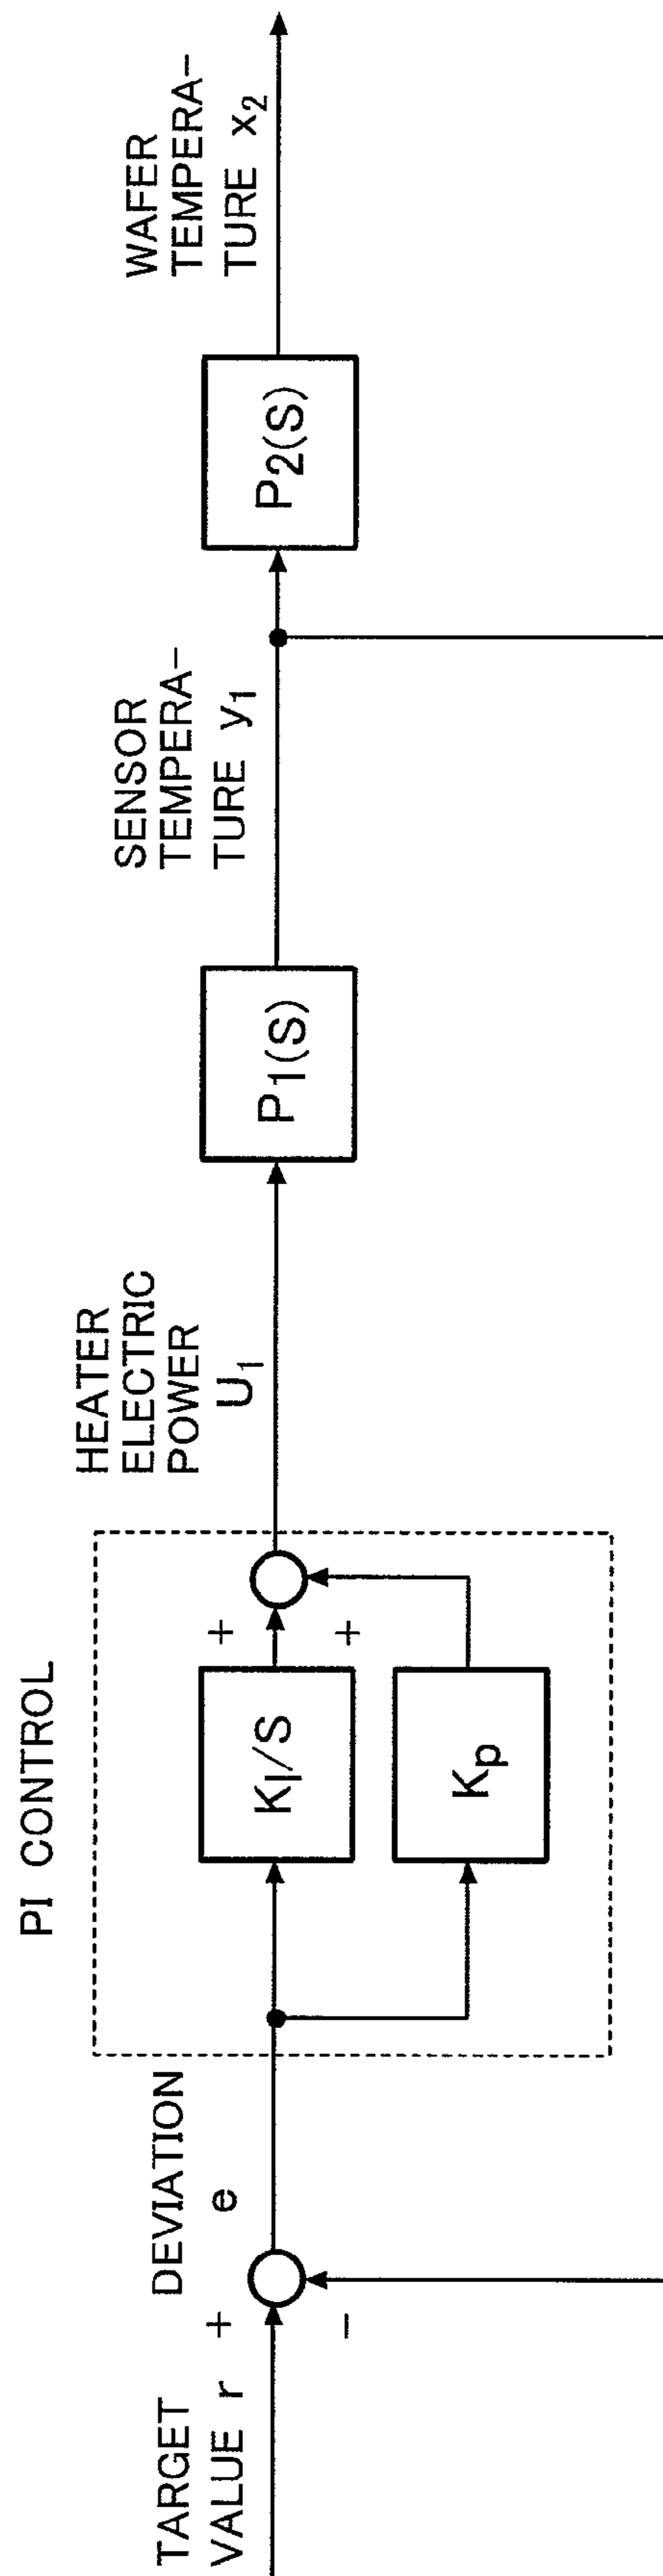 TARGET
VALUE r
+
−
DEVIATION
e
PI CONTROL
KI/S
Kp
+
+
HEATER
ELECTRIC
POWER
U1
P1(S)
SENSOR
TEMPERA−
TURE y1
P2(S)
WAFER
TEMPERA−
TURE x2